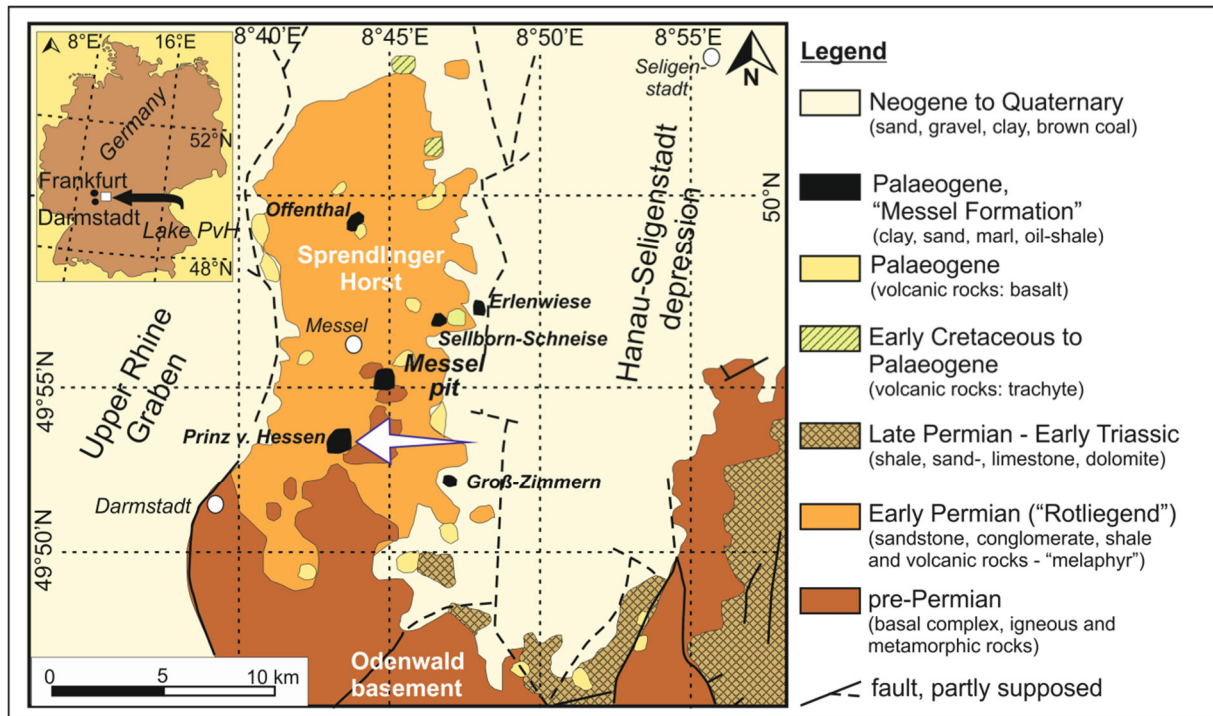 8°E
16°E
Germany
52°N
Frankfurt
Darmstadt
Lake PvH
48°N
8°40'E
8°45'E
8°50'E
8°55'E
Seligen-
stadt
N
50°N
Offenthal
Sprendlinger
Horst
Erlenwiese
Messel
Sellborn-Schneise
Messel
pit
Hanau-Seligenstadt
depression
Upper Rhine
Graben
49°55'N
Prinz v. Hessen
Groß-Zimmern
Darmstadt
49°50'N
Odenwald
basement
0 5 10 km
Legend
Neogene to Quaternary
(sand, gravel, clay, brown coal)
Palaeogene,
“Messel Formation”
(clay, sand, marl, oil-shale)
Palaeogene
(volcanic rocks: basalt)
Early Cretaceous to
Palaeogene
(volcanic rocks: trachyte)
Late Permian - Early Triassic
(shale, sand-, limestone, dolomite)
Early Permian (“Rotliegend”)
(sandstone, conglomerate, shale
and volcanic rocks - “melaphyr”)
pre-Permian
(basal complex, igneous and
metamorphic rocks)
fault, partly supposed